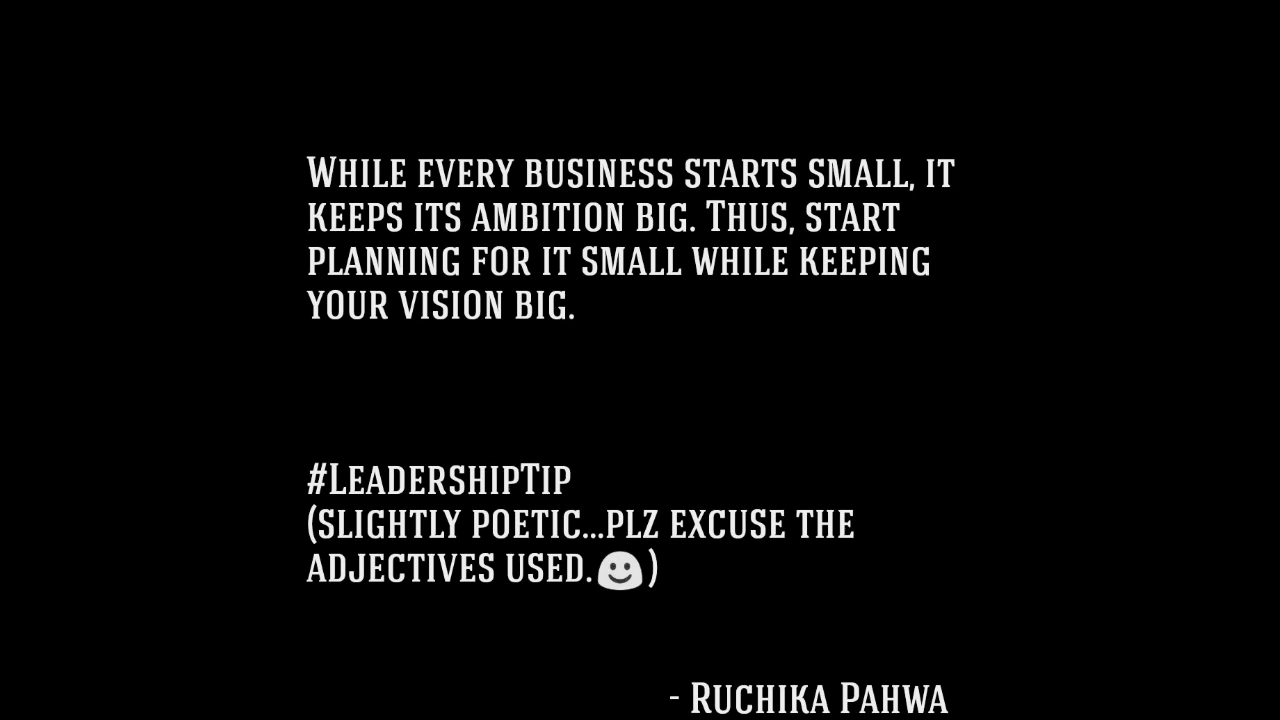 While every business starts small, it
keeps its ambition big. Thus, start
planning for it small while keeping
your vision big.
#LeadershipTip
(slightly poetic...plz excuse the
adjectives used.🙂)
- Ruchika Pahwa